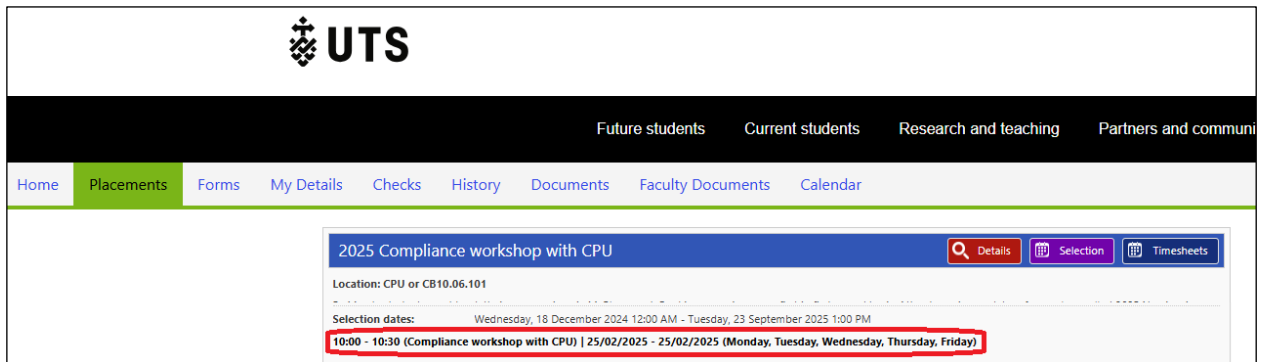 UTS
Future students Current students Research and teaching Partners and communi
Home Placements Forms My Details Checks History Documents Faculty Documents Calendar
2025 Compliance workshop with CPU Details Selection Timesheets
Location: CPU or CB10.06.101
Selection dates: Wednesday, 18 December 2024 12:00 AM - Tuesday, 23 September 2025 1:00 PM
10:00 - 10:30 (Compliance workshop with CPU) | 25/02/2025 - 25/02/2025 (Monday, Tuesday, Wednesday, Thursday, Friday)